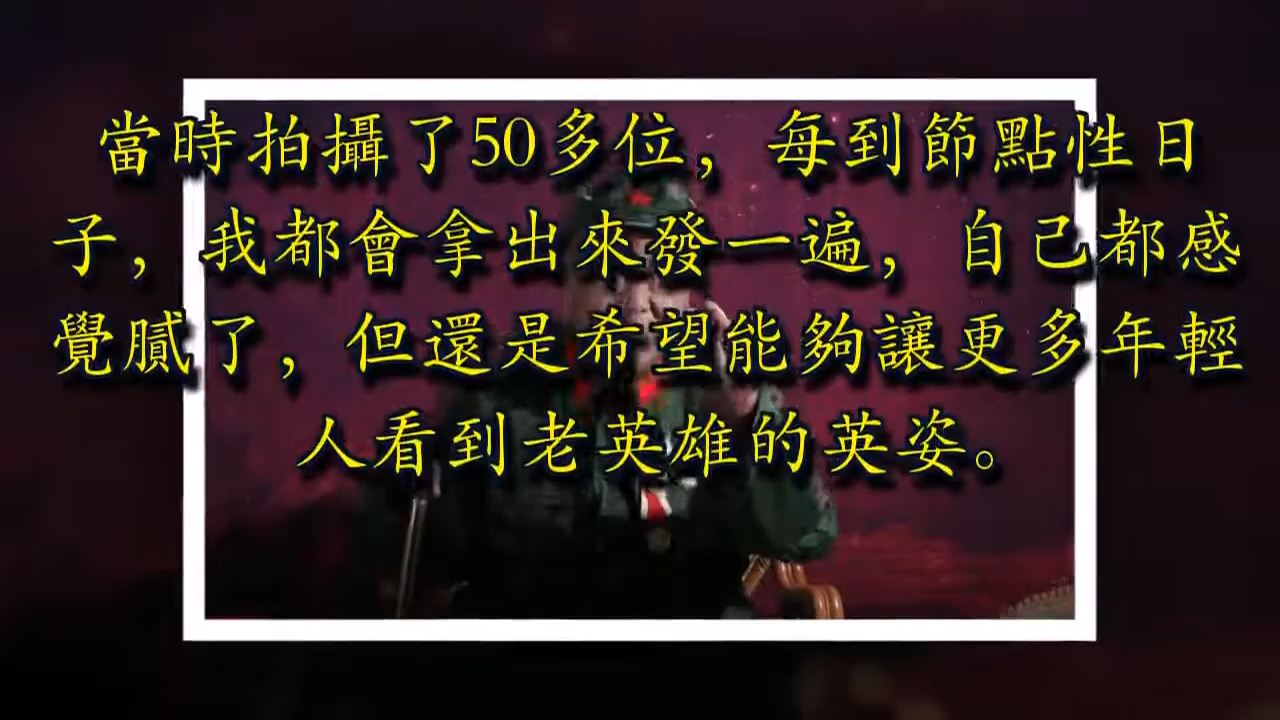 當時拍攝了50多位，每到節點性日
子，我都會拿出來發一遍，自己都感
覺膩了，但還是希望能夠讓更多年輕
人看到老英雄的英姿。